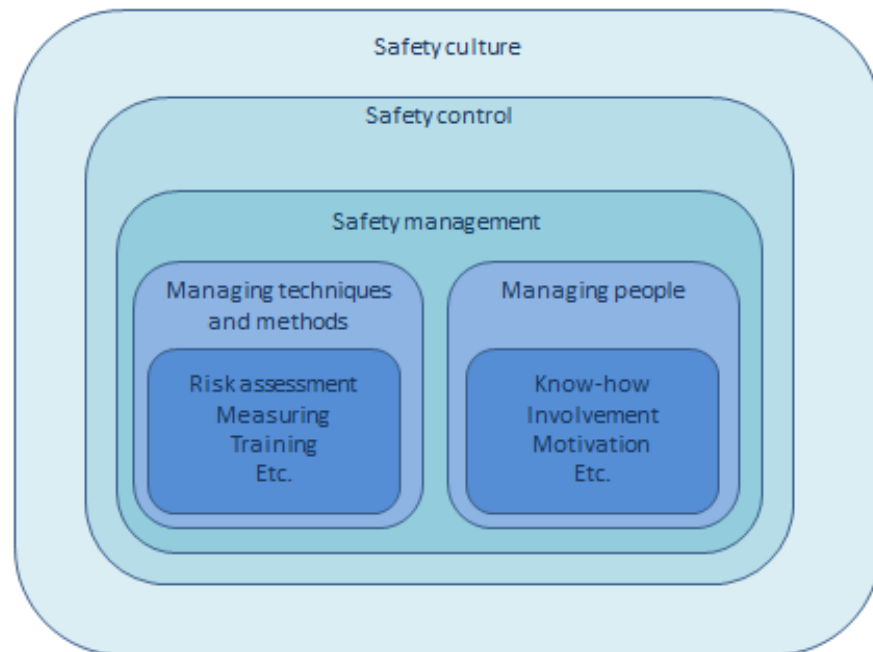 Safety culture
Safety control
Safety management
Managing techniques
and methods
Risk assessment
Measuring
Training
Etc.
Managing people
Know-how
Involvement
Motivation
Etc.